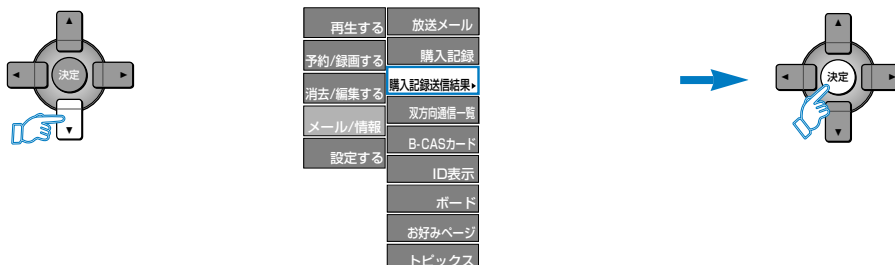 決定
再生する
予約/録画する
消去/編集する
メール/情報
設定する
放送メール
購入記録
購入記録送信結果
双方向通信一覧
B-CASカード
ID表示
ボード
お好みページ
トピックス
決定